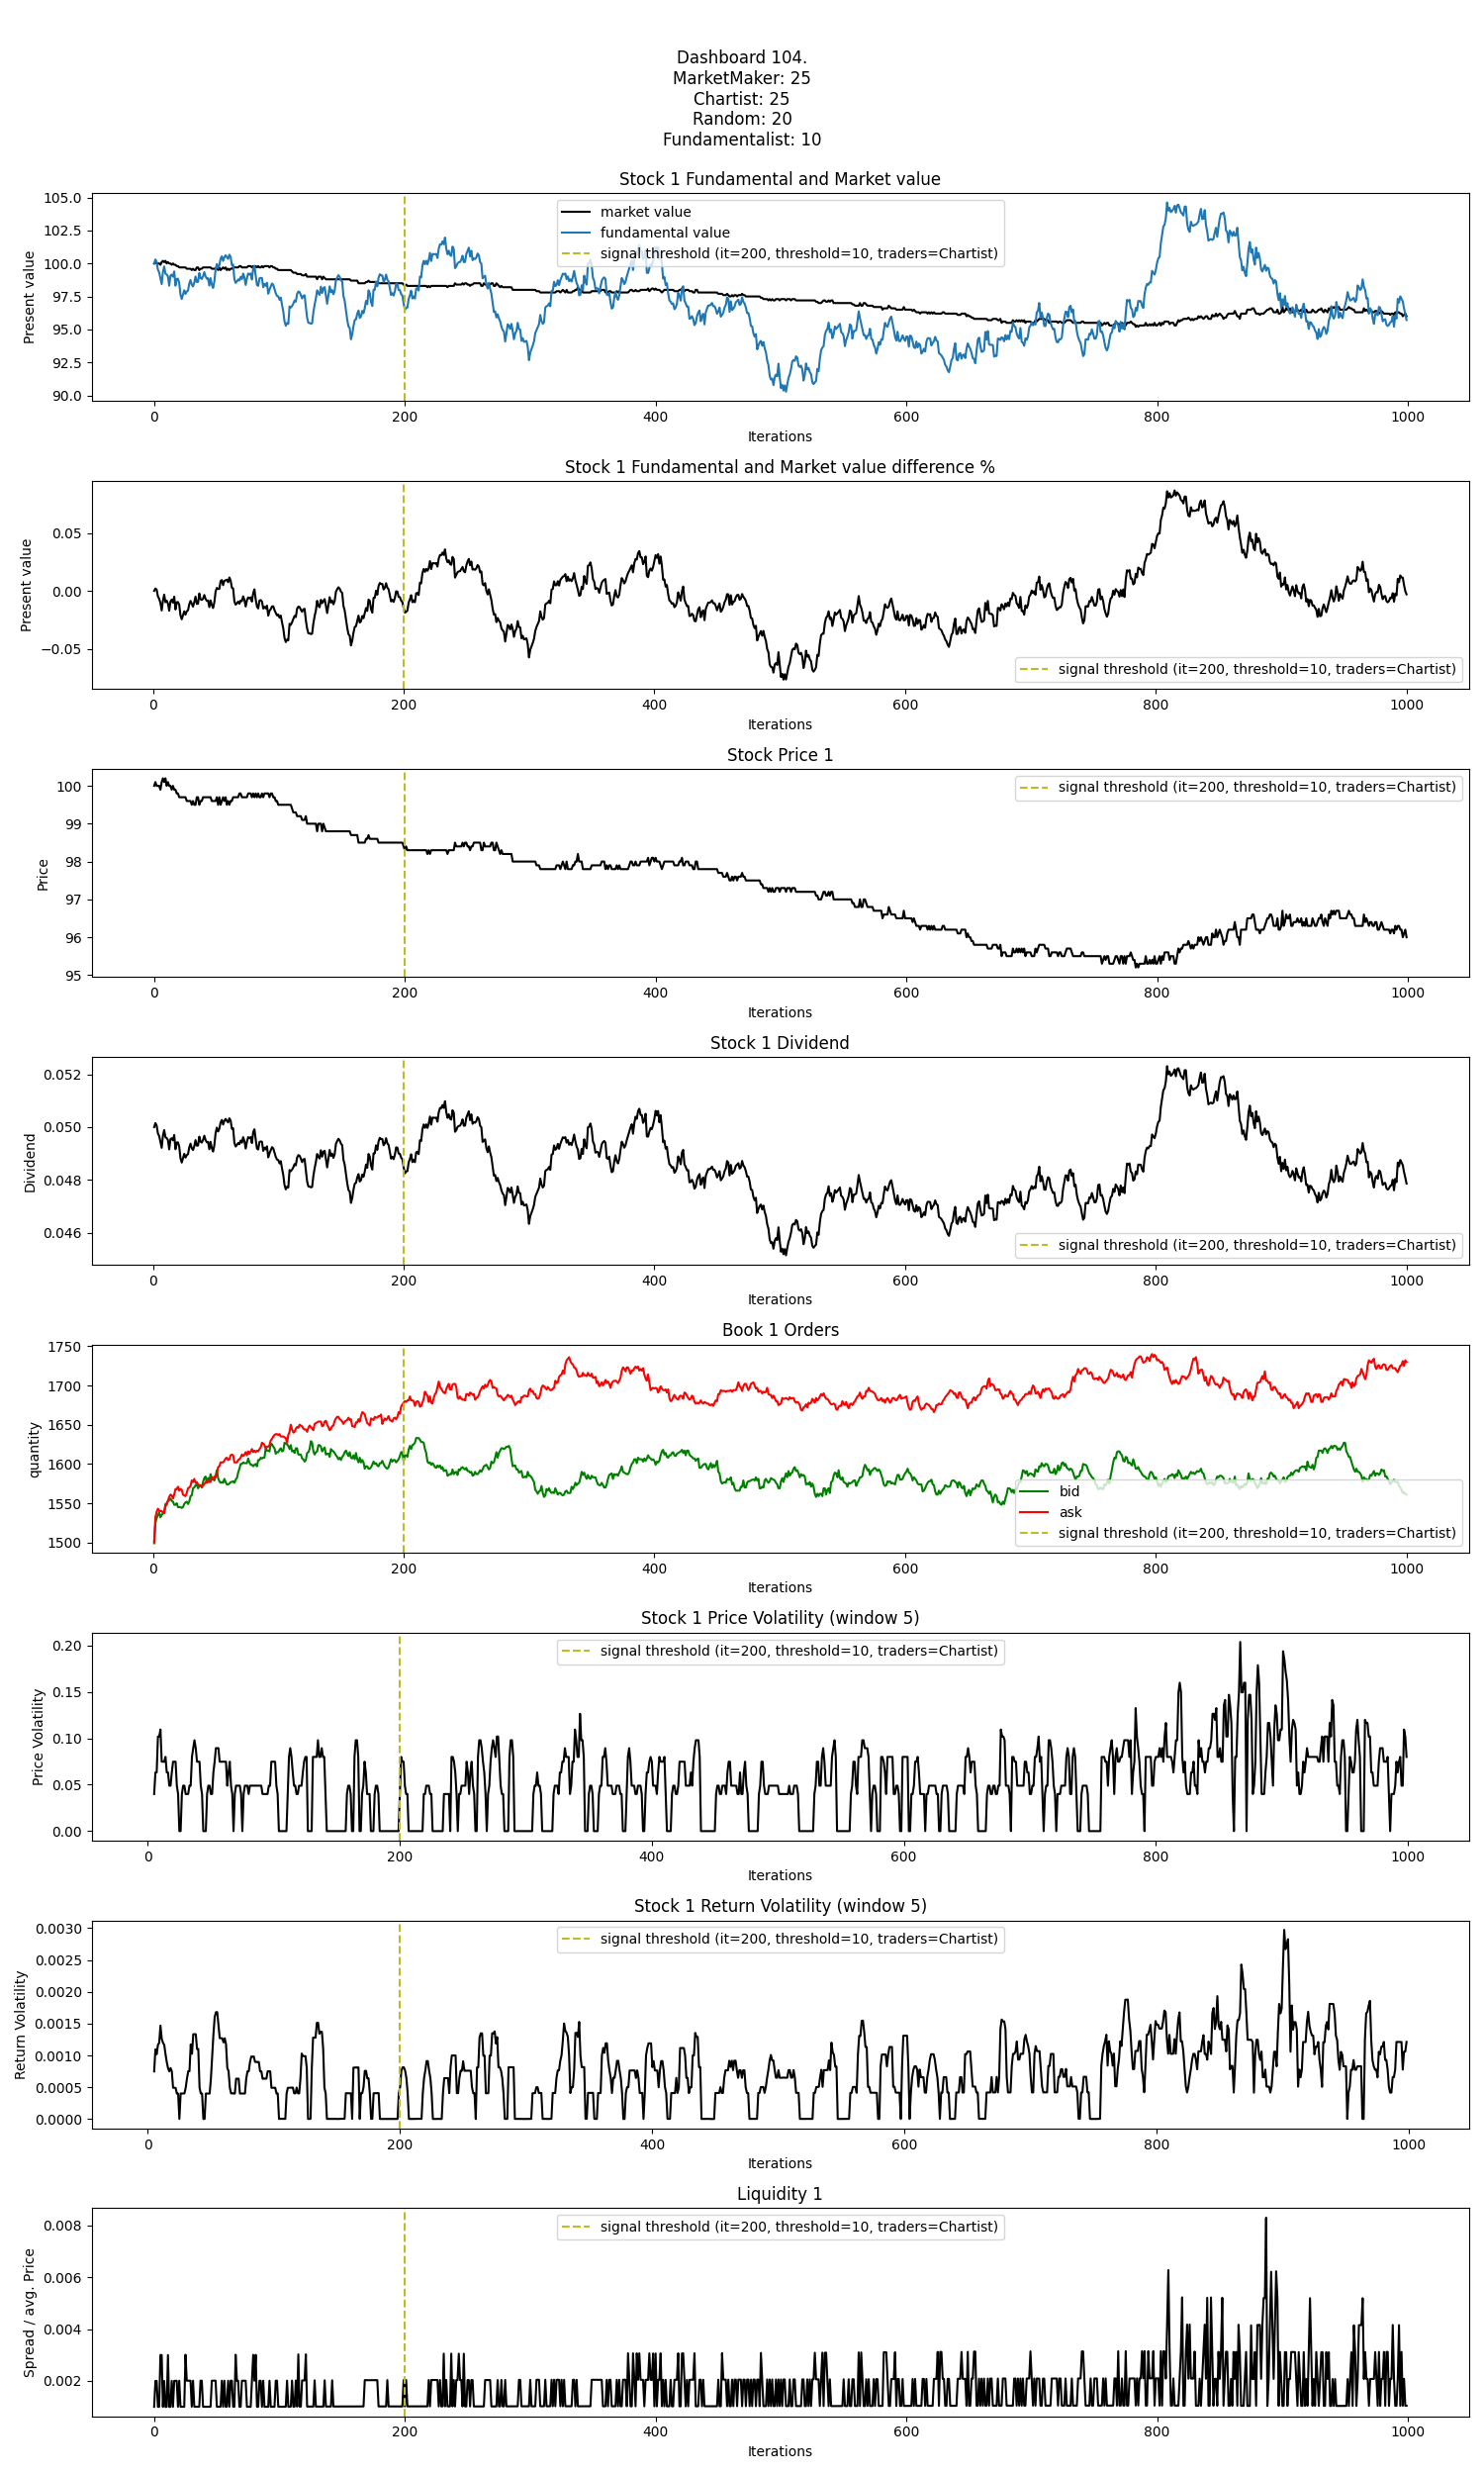 Dashboard 104.
MarketMaker: 25
Chartist: 25
Random: 20
Fundamentalist: 10
Stock 1 Fundamental and Market value
105.0
102.5
100.0
97.5
95.0
92.5
90.0
Present value
market value
fundamental value
signal threshold (it=200, threshold=10, traders=Chartist)
0 200 400 600 800 1000
Iterations
Stock 1 Fundamental and Market value difference %
0.05
0.00
−0.05
Present value
signal threshold (it=200, threshold=10, traders=Chartist)
0 200 400 600 800 1000
Iterations
Stock Price 1
100
99
98
97
96
95
Price
signal threshold (it=200, threshold=10, traders=Chartist)
0 200 400 600 800 1000
Iterations
Stock 1 Dividend
0.052
0.050
0.048
0.046
Dividend
signal threshold (it=200, threshold=10, traders=Chartist)
0 200 400 600 800 1000
Iterations
Book 1 Orders
1750
1700
1650
1600
1550
1500
quantity
bid
ask
signal threshold (it=200, threshold=10, traders=Chartist)
0 200 400 600 800 1000
Iterations
Stock 1 Price Volatility (window 5)
0.20
0.15
0.10
0.05
0.00
Price Volatility
signal threshold (it=200, threshold=10, traders=Chartist)
0 200 400 600 800 1000
Iterations
Stock 1 Return Volatility (window 5)
0.0030
0.0025
0.0020
0.0015
0.0010
0.0005
0.0000
Return Volatility
signal threshold (it=200, threshold=10, traders=Chartist)
0 200 400 600 800 1000
Iterations
Liquidity 1
0.008
0.006
0.004
0.002
Spread / avg. Price
signal threshold (it=200, threshold=10, traders=Chartist)
0 200 400 600 800 1000
Iterations